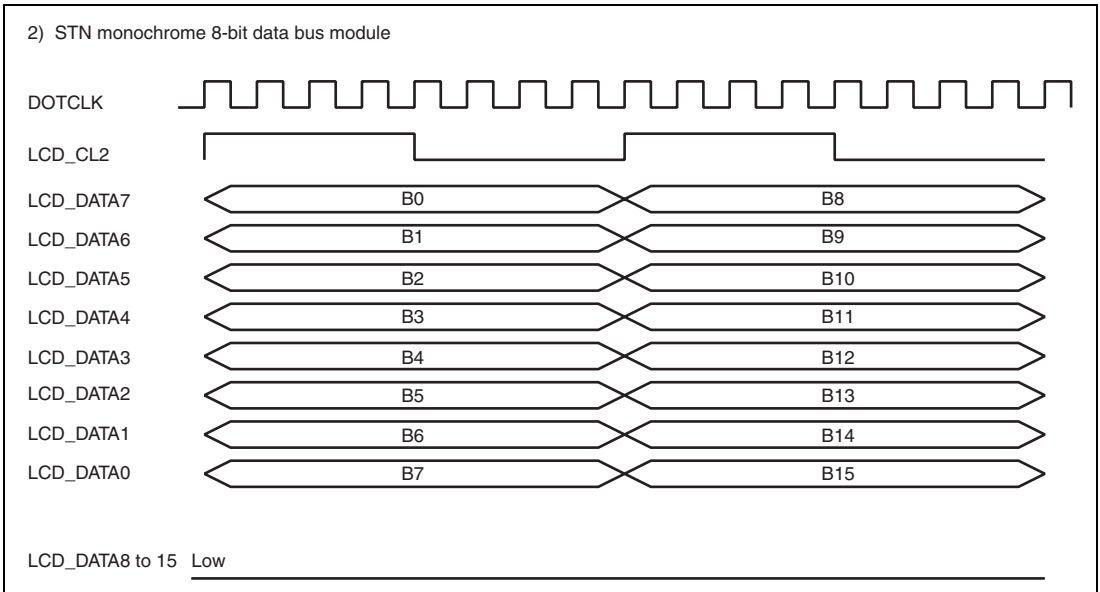 2) STN monochrome 8-bit data bus module
DOTCLK
LCD_CL2
LCD_DATA7 B0 B8
LCD_DATA6 B1 B9
LCD_DATA5 B2 B10
LCD_DATA4 B3 B11
LCD_DATA3 B4 B12
LCD_DATA2 B5 B13
LCD_DATA1 B6 B14
LCD_DATA0 B7 B15
LCD_DATA8 to 15 Low